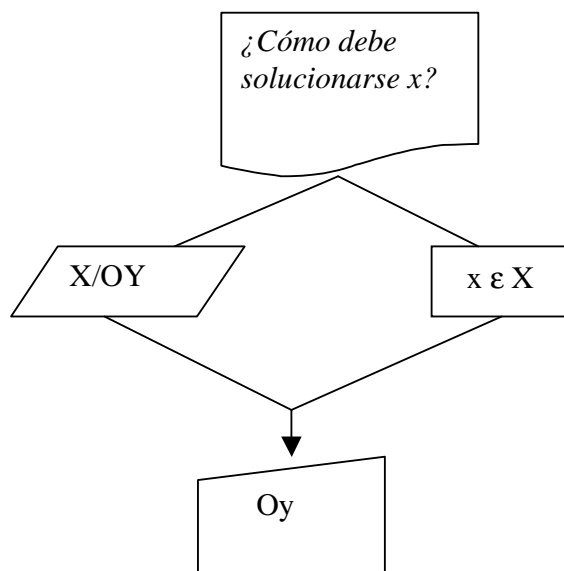 ¿Cómo debe
solucionarse x?
X/OY
x ε X
Oy